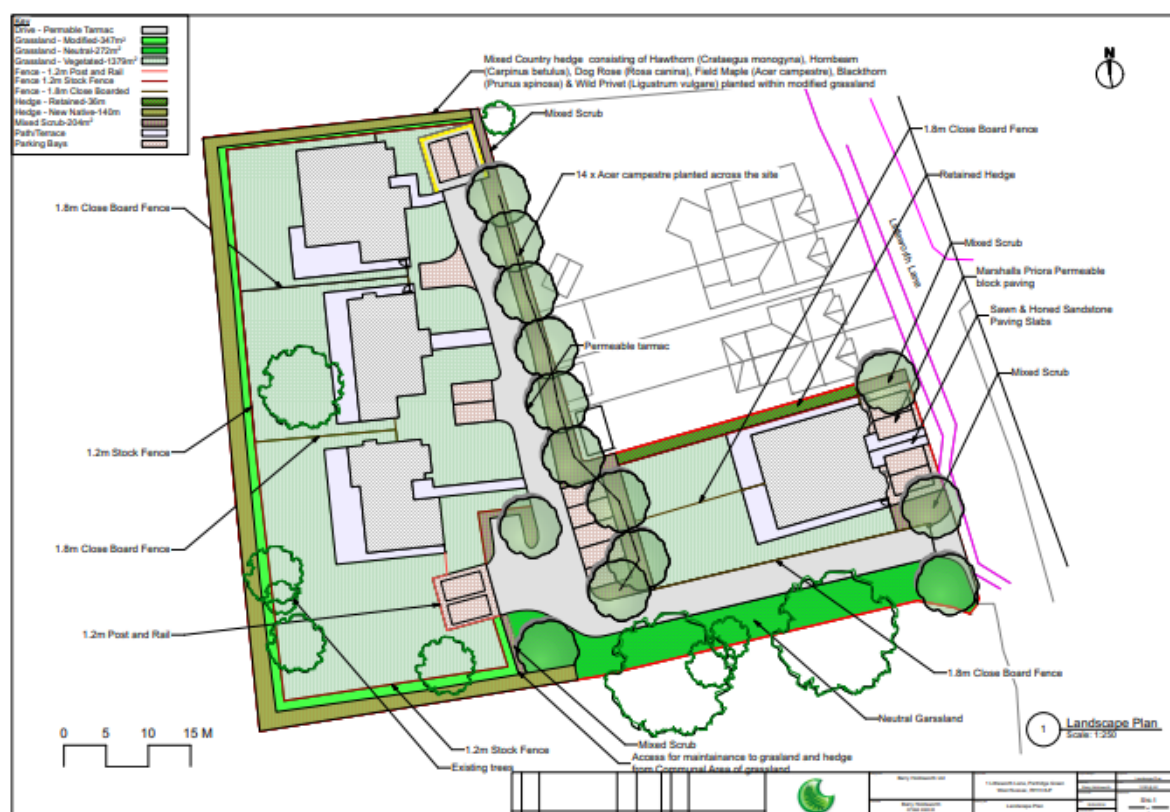 Key
Drive - Permable Tarmac
Grassland - Modified-347m²
Grassland - Neutral-272m²
Grassland - Vegetated-1379m²
Fence - 1.2m Post and Rail
Fence 1.2m Stock Fence
Fence - 1.8m Close Boarded
Hedge - Retained-36m
Hedge - New Native-140m
Mixed Scrub-204m²
Path/Terrace
Parking Bays
Mixed Country hedge consisting of Hawthorn (Crataegus monogyna), Hornbeam
(Carpinus betulus), Dog Rose (Rosa canina), Field Maple (Acer campestre), Blackthorn
(Prunus spinosa) & Wild Privet (Ligustrum vulgare) planted within modified grassland
N
Mixed Scrub
1.8m Close Board Fence
14 x Acer campestre planted across the site
Retained Hedge
1.8m Close Board Fence
Lane
Mixed Scrub
Marshalls Priora Permeable
block paving
Sawn & Honed Sandstone
Paving Slabs
Permeable tarmac
Mixed Scrub
1.2m Stock Fence
1.8m Close Board Fence
1.2m Post and Rail
1.8m Close Board Fence
Neutral Garssland
0 5 10 15 M
1 Landscape Plan
Scale: 1:250
1.2m Stock Fence
Mixed Scrub
Existing trees
Access for maintainance to grasland and hedge
from Communal Area of grassland
Landscape Plan